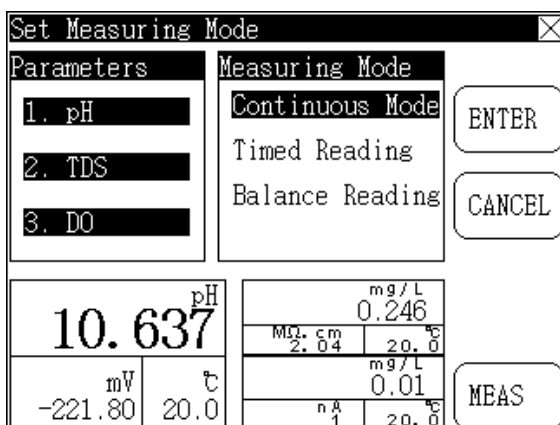 Set Measuring Mode
Parameters
1. pH
2. TDS
3. DO
Measuring Mode
Continuous Mode
Timed Reading
Balance Reading
ENTER
CANCEL
pH
10.637
mV
-221.80
℃
20.0
mg/L
0.246
MΩ.cm
2.04
℃
20.0
mg/L
0.01
nA
1
℃
20.0
MEAS